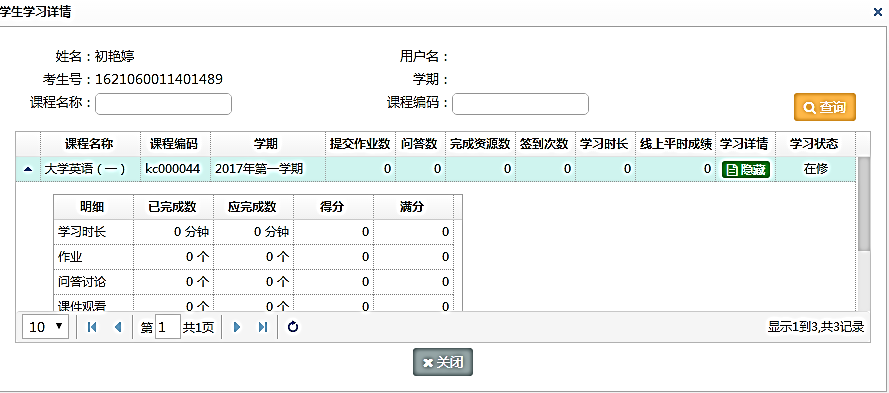 学生学习详情
姓名：初艳婷 用户名：
考生号：1621060011401489 学期：
课程名称： 课程编码： 查询
课程名称 课程编码 学期 提交作业数 问答数 完成资源数 签到次数 学习时长 线上平时成绩 学习详情 学习状态
大学英语（一） kc000044 2017年第一学期 0 0 0 0 0 0 隐藏 在修
明细 已完成数 应完成数 得分 满分
学习时长 0 分钟 0 分钟 0 0
作业 0 个 0 个 0 0
问答讨论 0 个 0 个 0 0
课件观看 0 个 0 个 0 0
10 第 1 共1页 显示1到3,共3记录
关闭